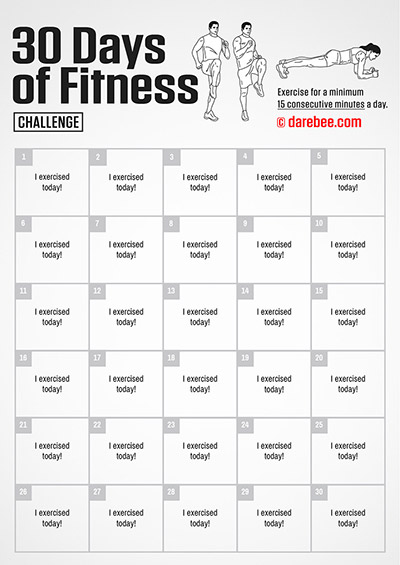 30 Days
of Fitness
CHALLENGE
Exercise for a minimum
15 consecutive minutes a day.
© darebee.com
1
I exercised
today!
2
I exercised
today!
3
I exercised
today!
4
I exercised
today!
5
I exercised
today!
6
I exercised
today!
7
I exercised
today!
8
I exercised
today!
9
I exercised
today!
10
I exercised
today!
11
I exercised
today!
12
I exercised
today!
13
I exercised
today!
14
I exercised
today!
15
I exercised
today!
16
I exercised
today!
17
I exercised
today!
18
I exercised
today!
19
I exercised
today!
20
I exercised
today!
21
I exercised
today!
22
I exercised
today!
23
I exercised
today!
24
I exercised
today!
25
I exercised
today!
26
I exercised
today!
27
I exercised
today!
28
I exercised
today!
29
I exercised
today!
30
I exercised
today!